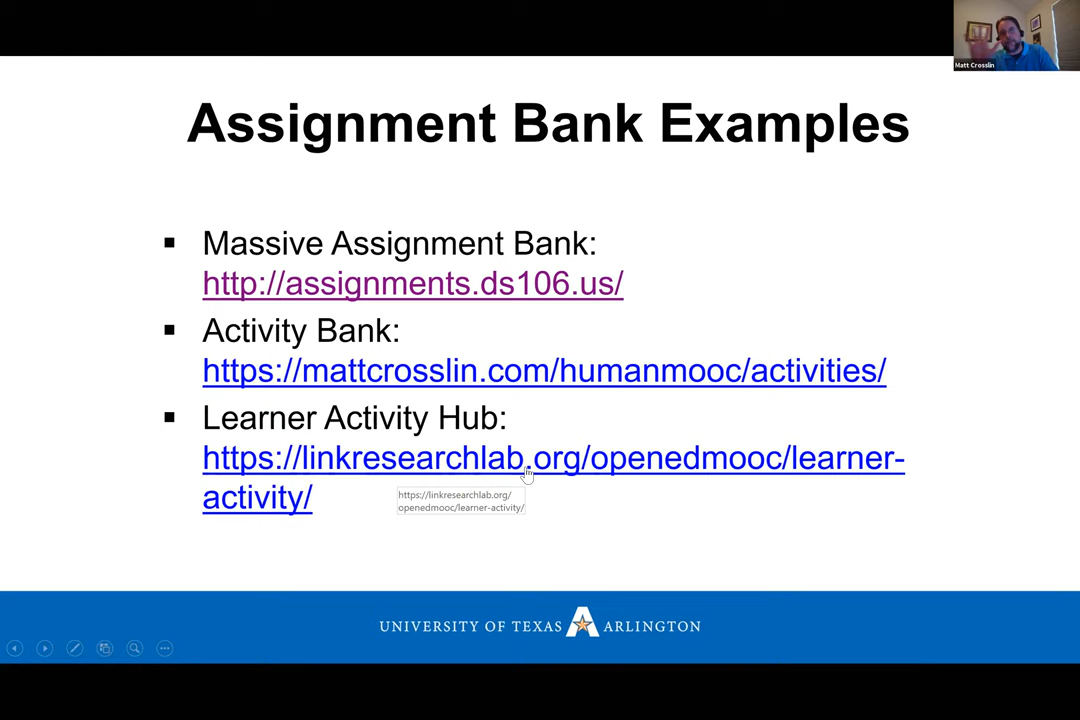 Matt Crosslin
Assignment Bank Examples
▪ Massive Assignment Bank:
http://assignments.ds106.us/
▪ Activity Bank:
https://mattcrosslin.com/humanmooc/activities/
▪ Learner Activity Hub:
https://linkresearchlab.org/openedmooc/learner-
activity/
https://linkresearchlab.org/
openedmooc/learner-activity/
UNIVERSITY OF TEXAS A ARLINGTON